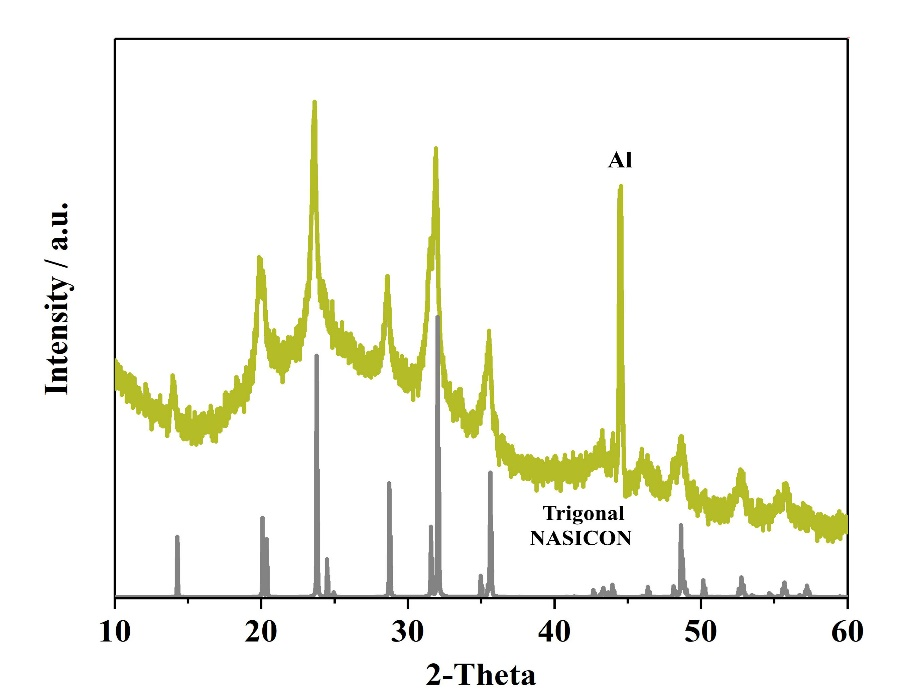 Intensity / a.u.
Al
Trigonal
NASICON
10 20 30 40 50 60
2-Theta